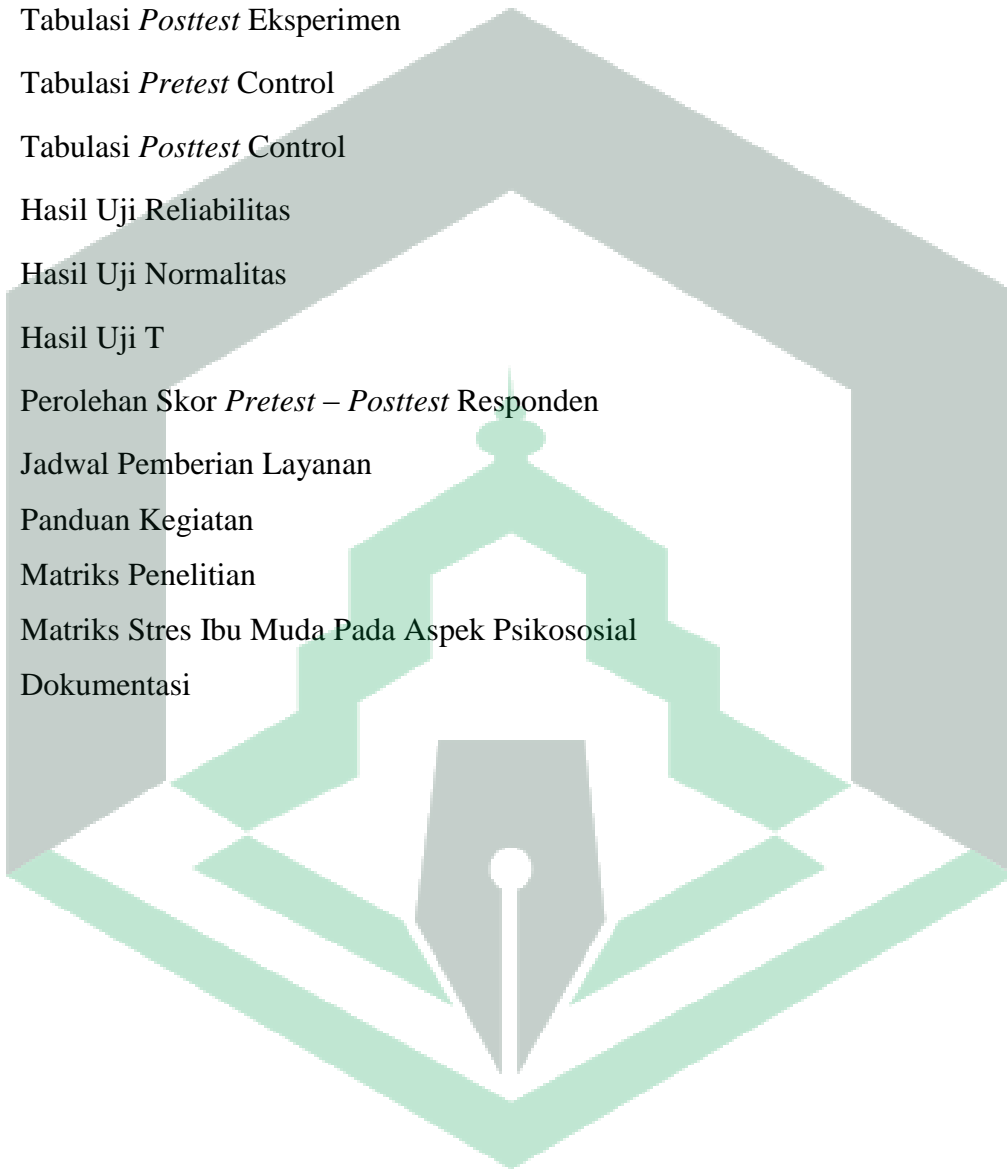 Tabulasi Posttest Eksperimen
Tabulasi Pretest Control
Tabulasi Posttest Control
Hasil Uji Reliabilitas
Hasil Uji Normalitas
Hasil Uji T
Perolehan Skor Pretest – Posttest Responden
Jadwal Pemberian Layanan
Panduan Kegiatan
Matriks Penelitian
Matriks Stres Ibu Muda Pada Aspek Psikososial
Dokumentasi